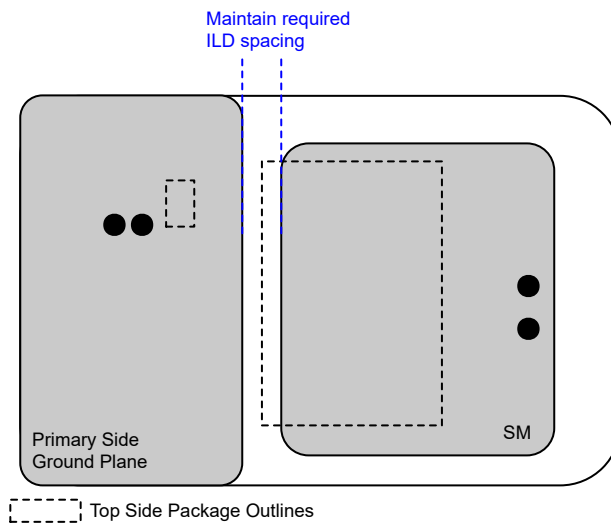 Maintain required
ILD spacing
Primary Side
Ground Plane
SM
Top Side Package Outlines